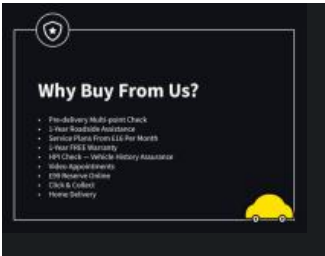 Why Buy From Us?
Pre-delivery Multi-point Check
1-Year Roadside Assistance
Service Plans From £16 Per Month
1-Year FREE Warranty
HPI Check — Vehicle History Assurance
Video Appointments
£99 Reserve Online
Click & Collect
Home Delivery